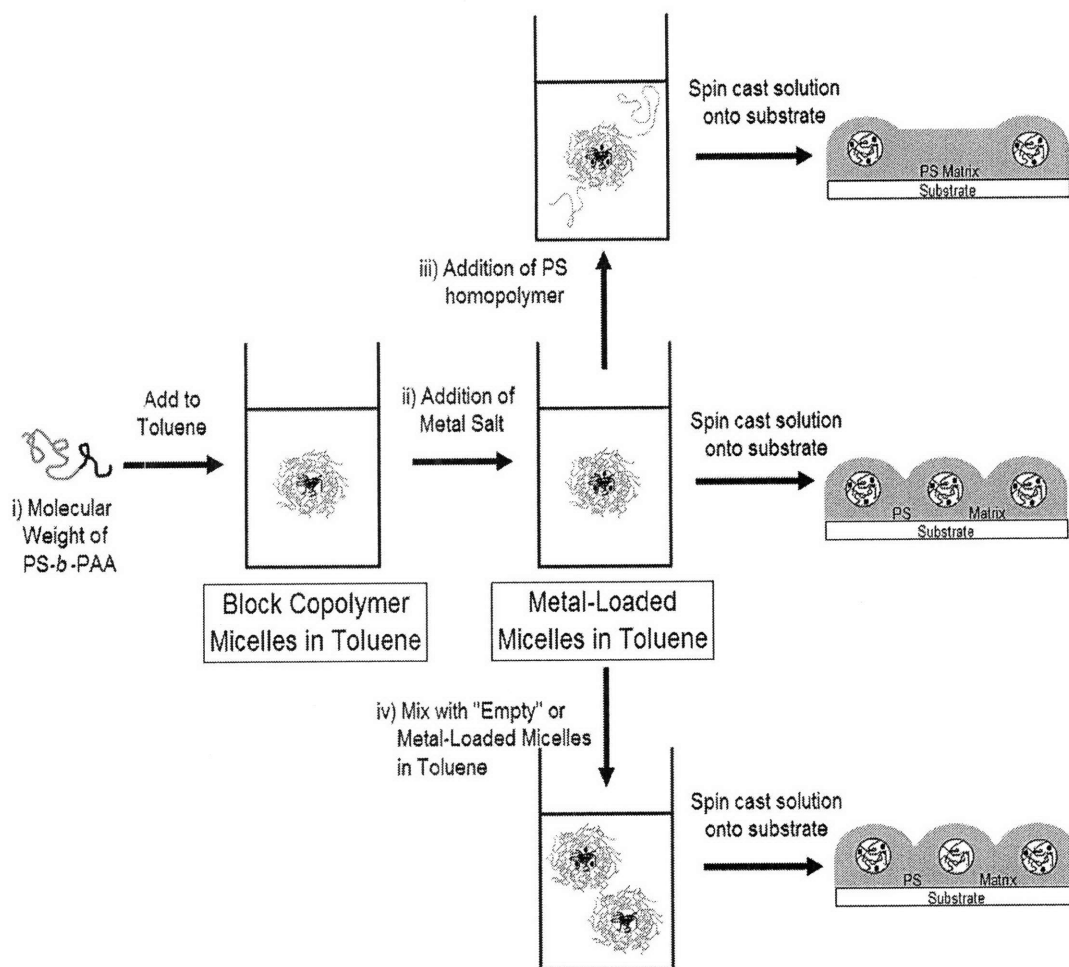 Spin cast solution
onto substrate
PS Matrix
Substrate
iii) Addition of PS
homopolymer
Add to
Toluene
ii) Addition of
Metal Salt
Spin cast solution
onto substrate
i) Molecular
Weight of
PS-b-PAA
PS Matrix
Substrate
Block Copolymer
Micelles in Toluene
Metal-Loaded
Micelles in Toluene
iv) Mix with "Empty" or
Metal-Loaded Micelles
in Toluene
Spin cast solution
onto substrate
PS Matrix
Substrate